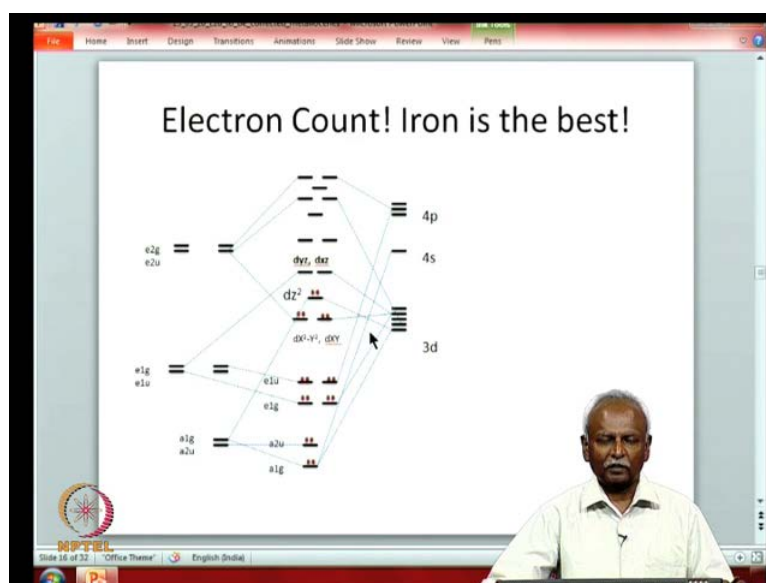 File Home Insert Design Transitions Animations Slide Show Review View Pens
Electron Count! Iron is the best!
4p
e2g
e2u
dyz, dxz
4s
dz²
dX²-Y², dXY
3d
e1g
e1u
e1u
e1g
a1g
a2u
a2u
a1g
NPTEL
Slide 16 of 32 "Office Theme" English (India)